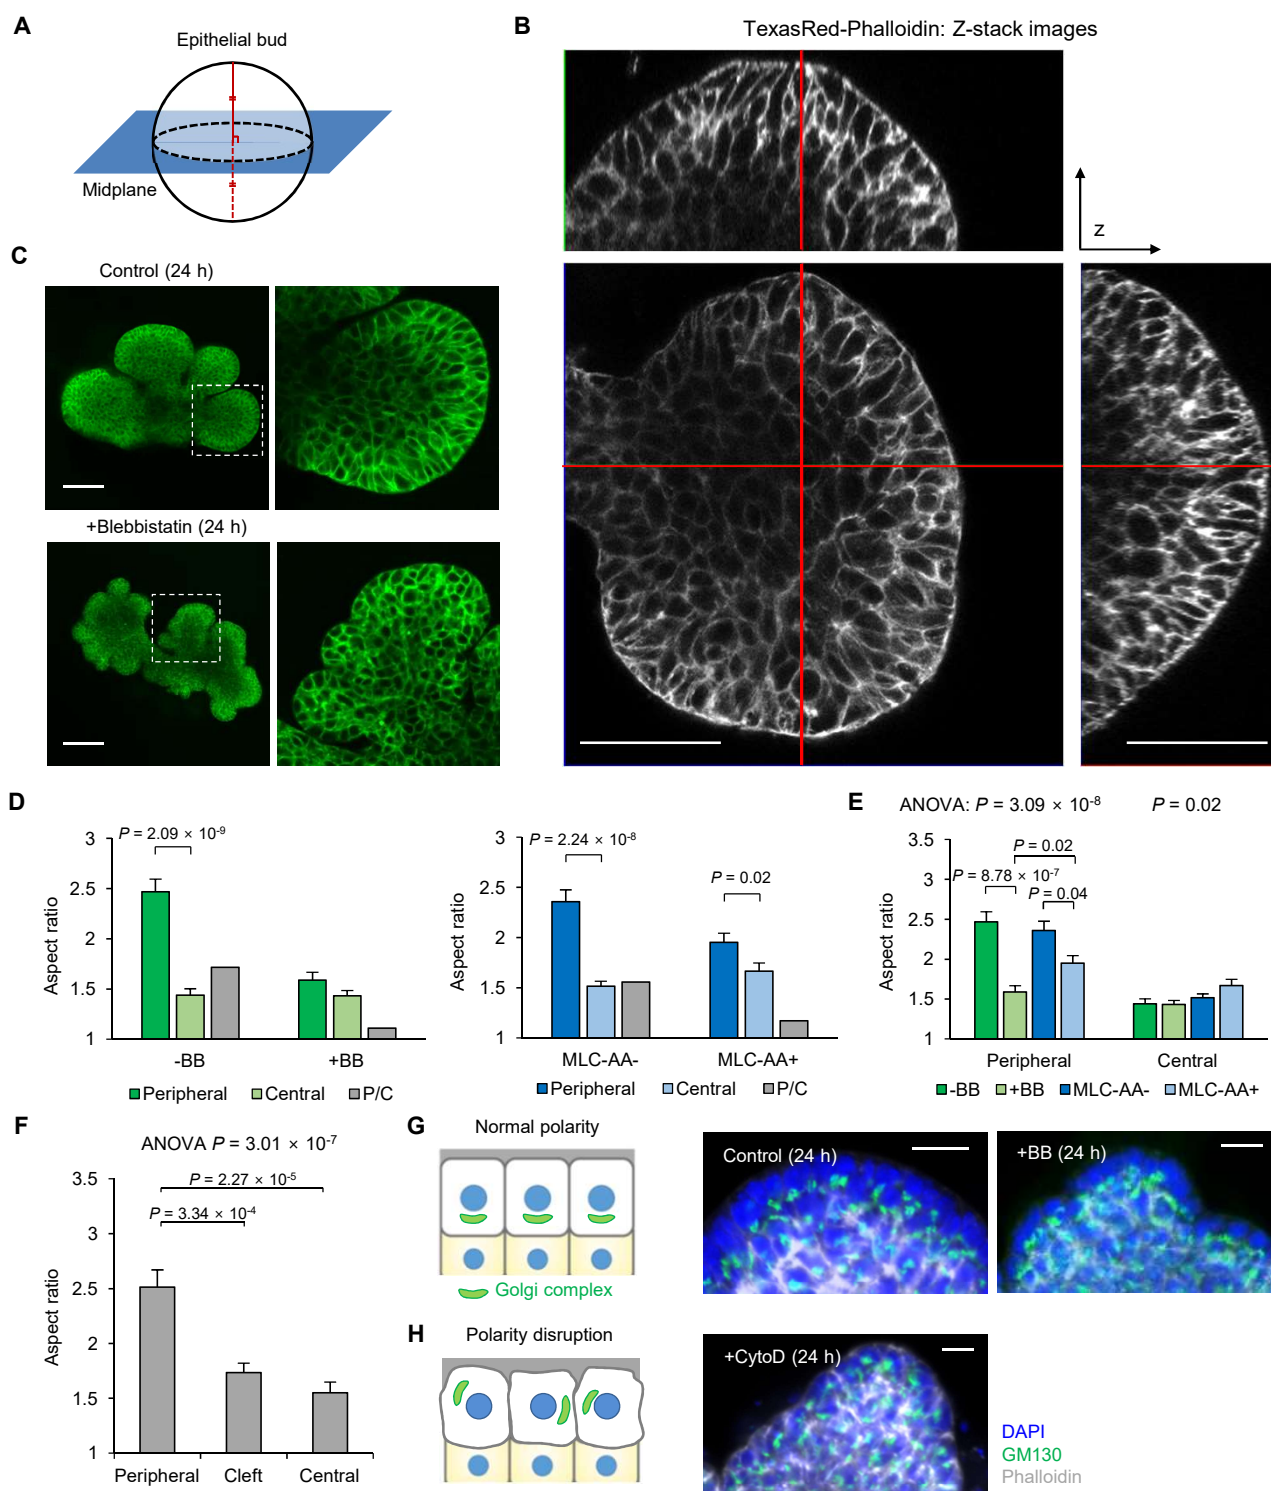 A
Epithelial bud
Midplane
B
TexasRed-Phalloidin: Z-stack images
z
C
Control (24 h)
+Blebbistatin (24 h)
D
P = 2.09 × 10-9
3
2.5
2
1.5
1
Aspect ratio
-BB
+BB
Peripheral
Central
P/C
P = 2.24 × 10-8
P = 0.02
3
2.5
2
1.5
1
Aspect ratio
MLC-AA-
MLC-AA+
Peripheral
Central
P/C
E
ANOVA: P = 3.09 × 10-8
P = 0.02
P = 0.02
P = 8.78 × 10-7
P = 0.04
3.5
3
2.5
2
1.5
1
Aspect ratio
Peripheral
Central
-BB
+BB
MLC-AA-
MLC-AA+
F
ANOVA P = 3.01 × 10-7
P = 2.27 × 10-5
P = 3.34 × 10-4
3.5
3
2.5
2
1.5
1
Aspect ratio
Peripheral
Cleft
Central
G
Normal polarity
Golgi complex
Control (24 h)
+BB (24 h)
H
Polarity disruption
+CytoD (24 h)
DAPI
GM130
Phalloidin